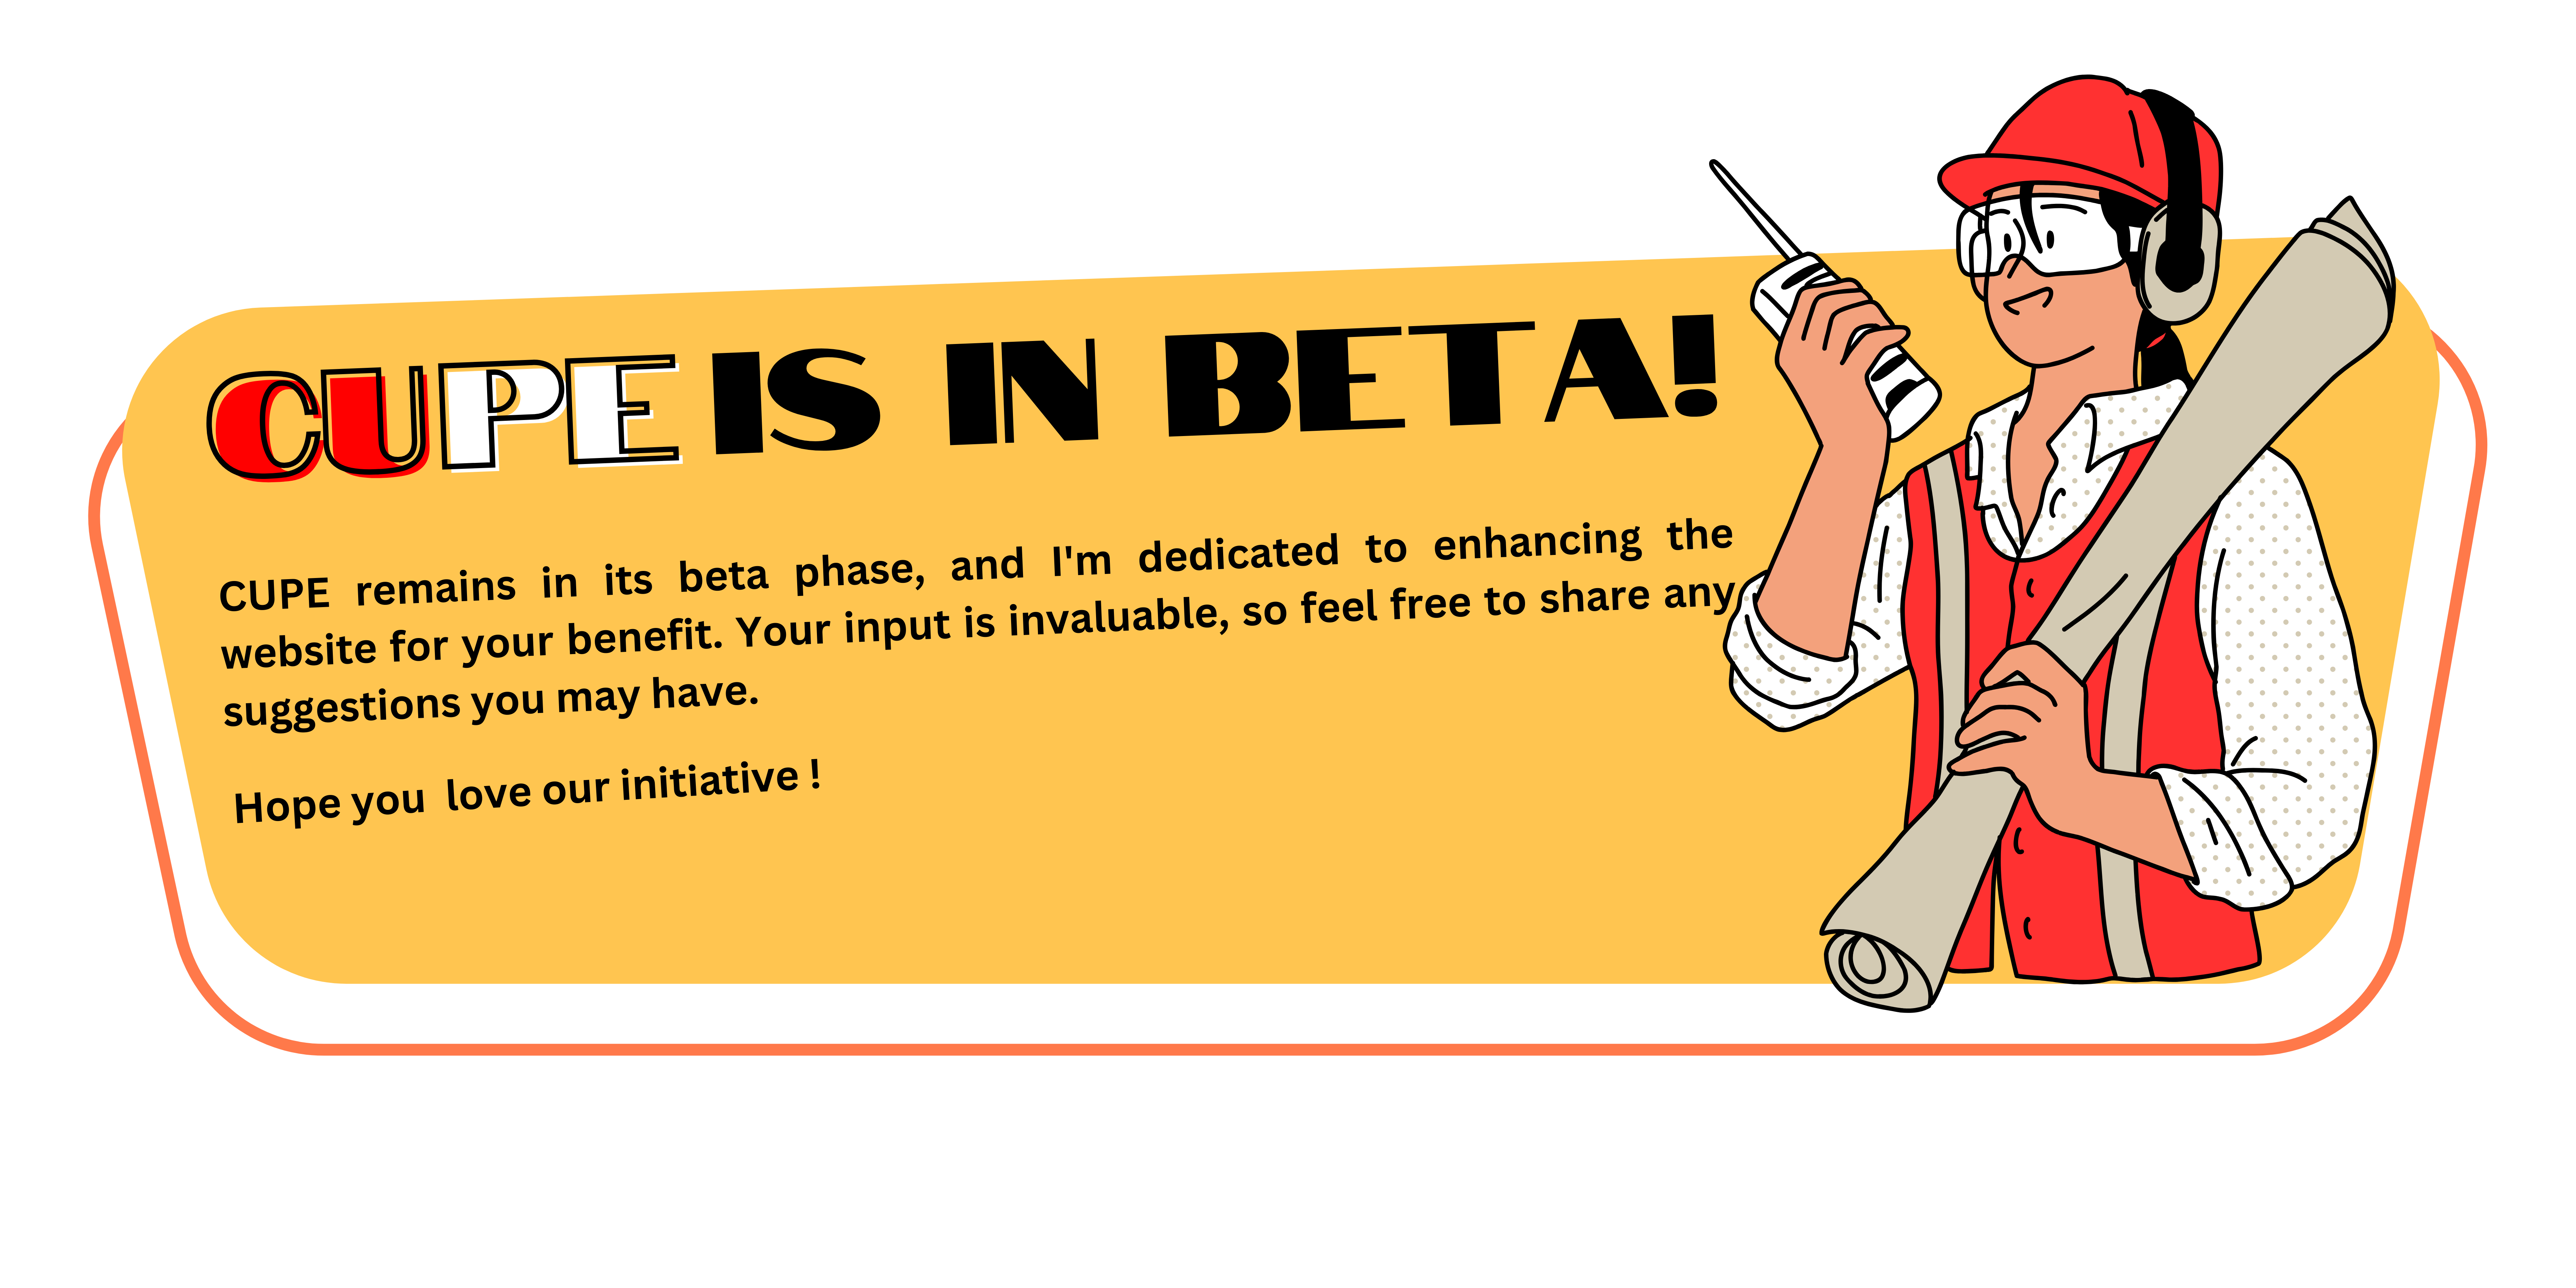 CUPE IS IN BETA!
CUPE remains in its beta phase, and I'm dedicated to enhancing the
website for your benefit. Your input is invaluable, so feel free to share any
suggestions you may have.
Hope you love our initiative !